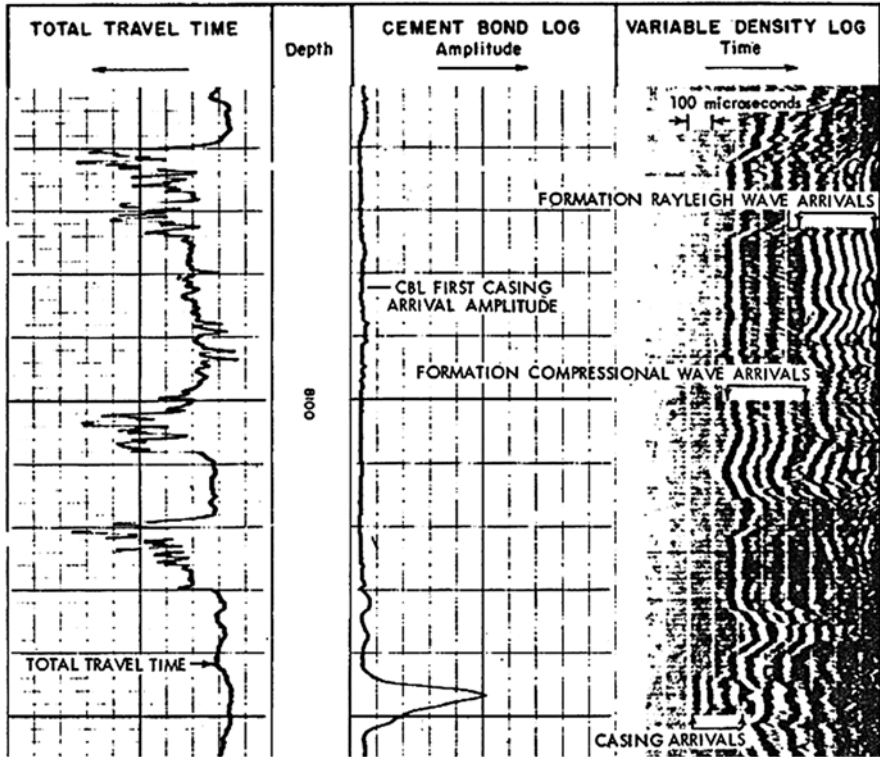 TOTAL TRAVEL TIME
Depth
CEMENT BOND LOG
Amplitude
VARIABLE DENSITY LOG
Time
100 microseconds
FORMATION RAYLEIGH WAVE ARRIVALS
CBL FIRST CASING
ARRIVAL AMPLITUDE
FORMATION COMPRESSIONAL WAVE ARRIVALS
8100
TOTAL TRAVEL TIME
CASING ARRIVALS